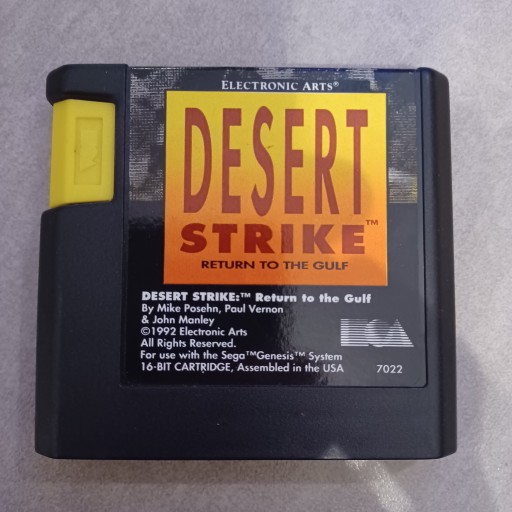 ELECTRONIC ARTS®
DESERT
STRIKE™
RETURN TO THE GULF
DESERT STRIKE:™ Return to the Gulf
By Mike Posehn, Paul Vernon
& John Manley
©1992 Electronic Arts
All Rights Reserved.
For use with the Sega™Genesis™ System
16-BIT CARTRIDGE, Assembled in the USA
7022
EA